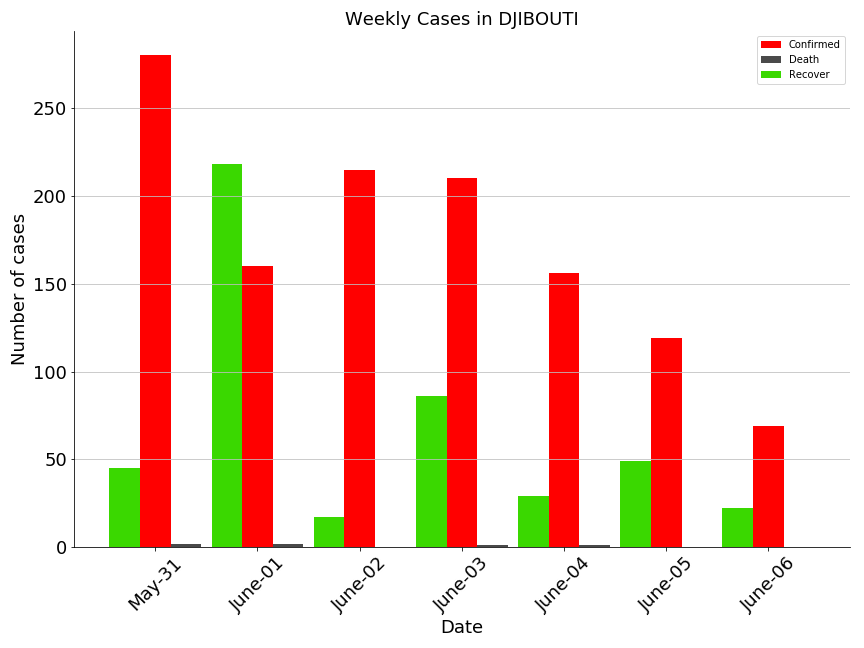 Weekly Cases in DJIBOUTI
Confirmed
Death
Recover
Number of cases
250
200
150
100
50
0
May-31
June-01
June-02
June-03
June-04
June-05
June-06
Date